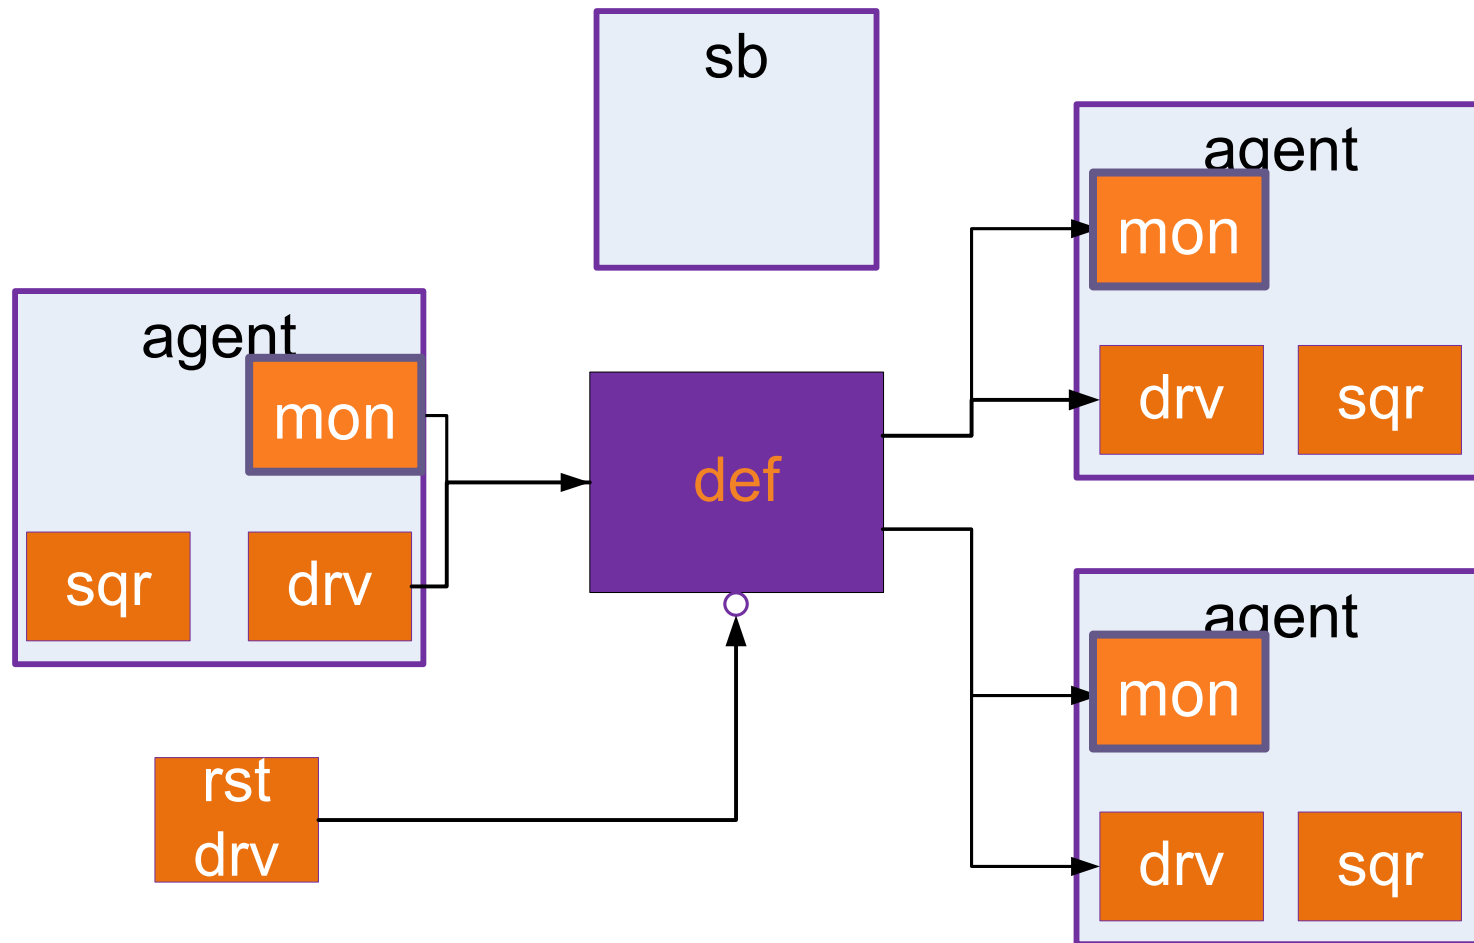 sb
agent
mon
drv
sqr
agent
mon
sqr
drv
def
agent
mon
drv
sqr
rst
drv